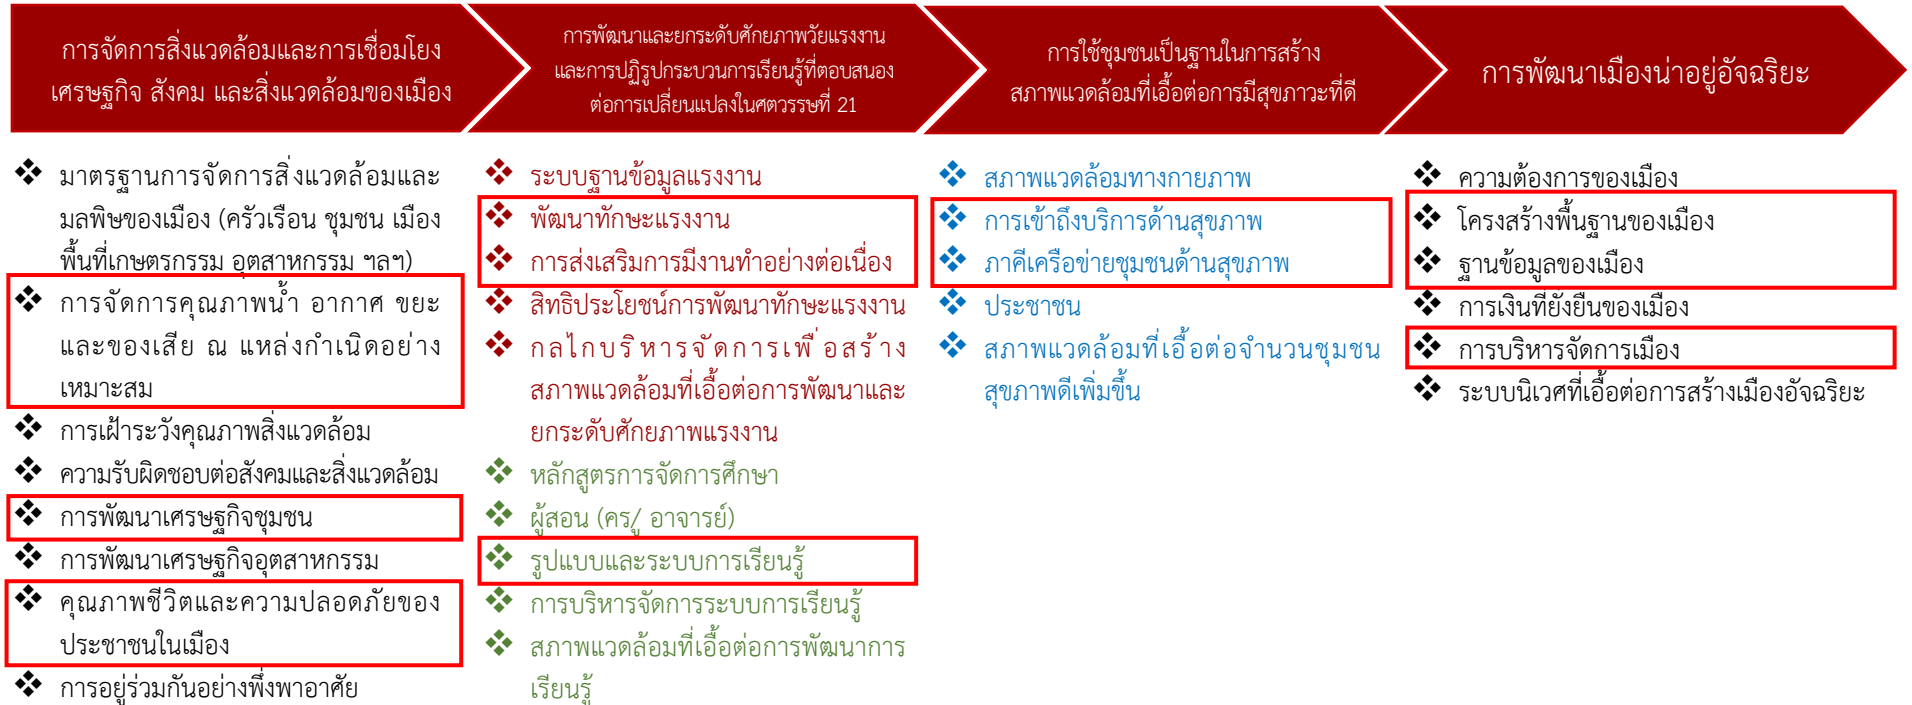 การจัดการสิ่งแวดล้อมและการเชื่อมโยง
เศรษฐกิจ สังคม และสิ่งแวดล้อมของเมือง
การพัฒนาและยกระดับศักยภาพวัยแรงงาน
และการปฏิรูปกระบวนการเรียนรู้ที่ตอบสนอง
ต่อการเปลี่ยนแปลงในศตวรรษที่ 21
การใช้ชุมชนเป็นฐานในการสร้าง
สภาพแวดล้อมที่เอื้อต่อการมีสุขภาวะที่ดี
การพัฒนาเมืองน่าอยู่อัจฉริยะ
❖ มาตรฐานการจัดการสิ่งแวดล้อมและ
มลพิษของเมือง (ครัวเรือน ชุมชน เมือง
พื้นที่เกษตรกรรม อุตสาหกรรม ฯลฯ)
❖ การจัดการคุณภาพน้ำ อากาศ ขยะ
และของเสีย ณ แหล่งกำเนิดอย่าง
เหมาะสม
❖ การเฝ้าระวังคุณภาพสิ่งแวดล้อม
❖ ความรับผิดชอบต่อสังคมและสิ่งแวดล้อม
❖ การพัฒนาเศรษฐกิจชุมชน
❖ การพัฒนาเศรษฐกิจอุตสาหกรรม
❖ คุณภาพชีวิตและความปลอดภัยของ
ประชาชนในเมือง
❖ การอยู่ร่วมกันอย่างพึ่งพาอาศัย
❖ ระบบฐานข้อมูลแรงงาน
❖ พัฒนาทักษะแรงงาน
❖ การส่งเสริมการมีงานทำอย่างต่อเนื่อง
❖ สิทธิประโยชน์การพัฒนาทักษะแรงงาน
❖ กลไกบริหารจัดการเพื่อสร้าง
สภาพแวดล้อมที่เอื้อต่อการพัฒนาและ
ยกระดับศักยภาพแรงงาน
❖ หลักสูตรการจัดการศึกษา
❖ ผู้สอน (ครู/ อาจารย์)
❖ รูปแบบและระบบการเรียนรู้
❖ การบริหารจัดการระบบการเรียนรู้
❖ สภาพแวดล้อมที่เอื้อต่อการพัฒนาการ
เรียนรู้
❖ สภาพแวดล้อมทางกายภาพ
❖ การเข้าถึงบริการด้านสุขภาพ
❖ ภาคีเครือข่ายชุมชนด้านสุขภาพ
❖ ประชาชน
❖ สภาพแวดล้อมที่เอื้อต่อจำนวนชุมชน
สุขภาพดีเพิ่มขึ้น
❖ ความต้องการของเมือง
❖ โครงสร้างพื้นฐานของเมือง
❖ ฐานข้อมูลของเมือง
❖ การเงินที่ยั่งยืนของเมือง
❖ การบริหารจัดการเมือง
❖ ระบบนิเวศที่เอื้อต่อการสร้างเมืองอัจฉริยะ